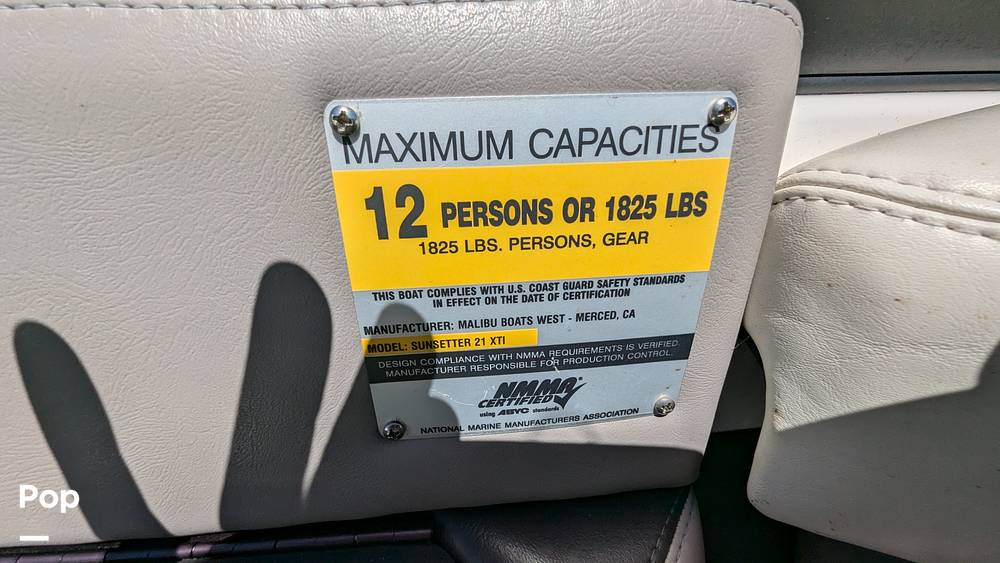 MAXIMUM CAPACITIES
12 PERSONS OR 1825 LBS
1825 LBS. PERSONS, GEAR
THIS BOAT COMPLIES WITH U.S. COAST GUARD SAFETY STANDARDS
IN EFFECT ON THE DATE OF CERTIFICATION
MANUFACTURER: MALIBU BOATS WEST - MERCED, CA
MODEL: SUNSETTER 21 XTI
DESIGN COMPLIANCE WITH NMMA REQUIREMENTS IS VERIFIED.
MANUFACTURER RESPONSIBLE FOR PRODUCTION CONTROL.
NMMA
CERTIFIED
using ABYC standards
NATIONAL MARINE MANUFACTURERS ASSOCIATION
Pop